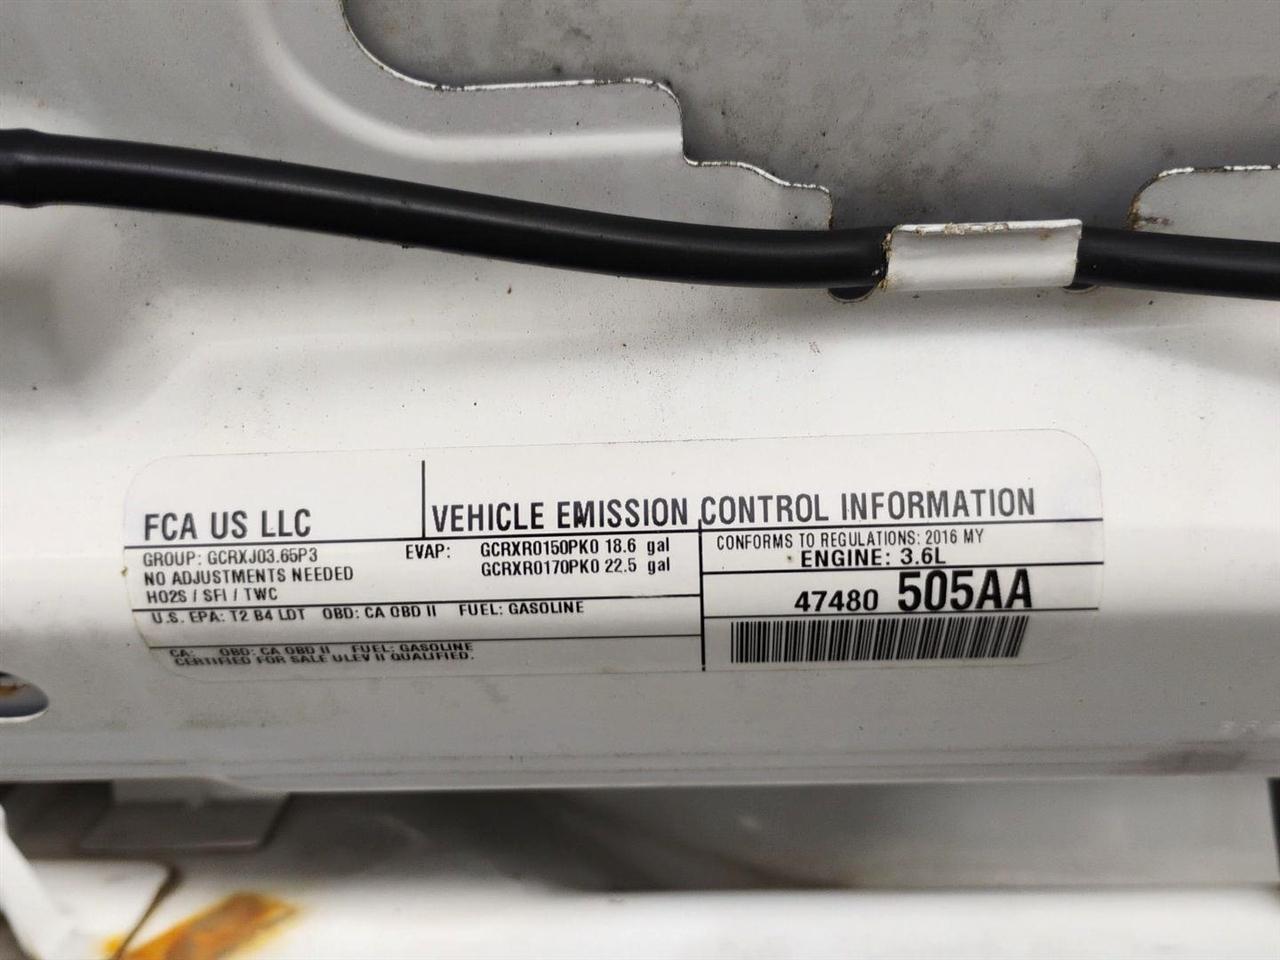 FCA US LLC
VEHICLE EMISSION CONTROL INFORMATION
GROUP: GCRXJ03.65P3
NO ADJUSTMENTS NEEDED
HO2S / SFI / TWC
EVAP: GCRXR0150PK0 18.6 gal
GCRXR0170PK0 22.5 gal
U.S. EPA: T2 B4 LDT OBD: CA OBD II FUEL: GASOLINE
CA: OBD: CA OBD II FUEL: GASOLINE
CERTIFIED FOR SALE ULEV II QUALIFIED.
CONFORMS TO REGULATIONS: 2016 MY
ENGINE: 3.6L
47480 505AA